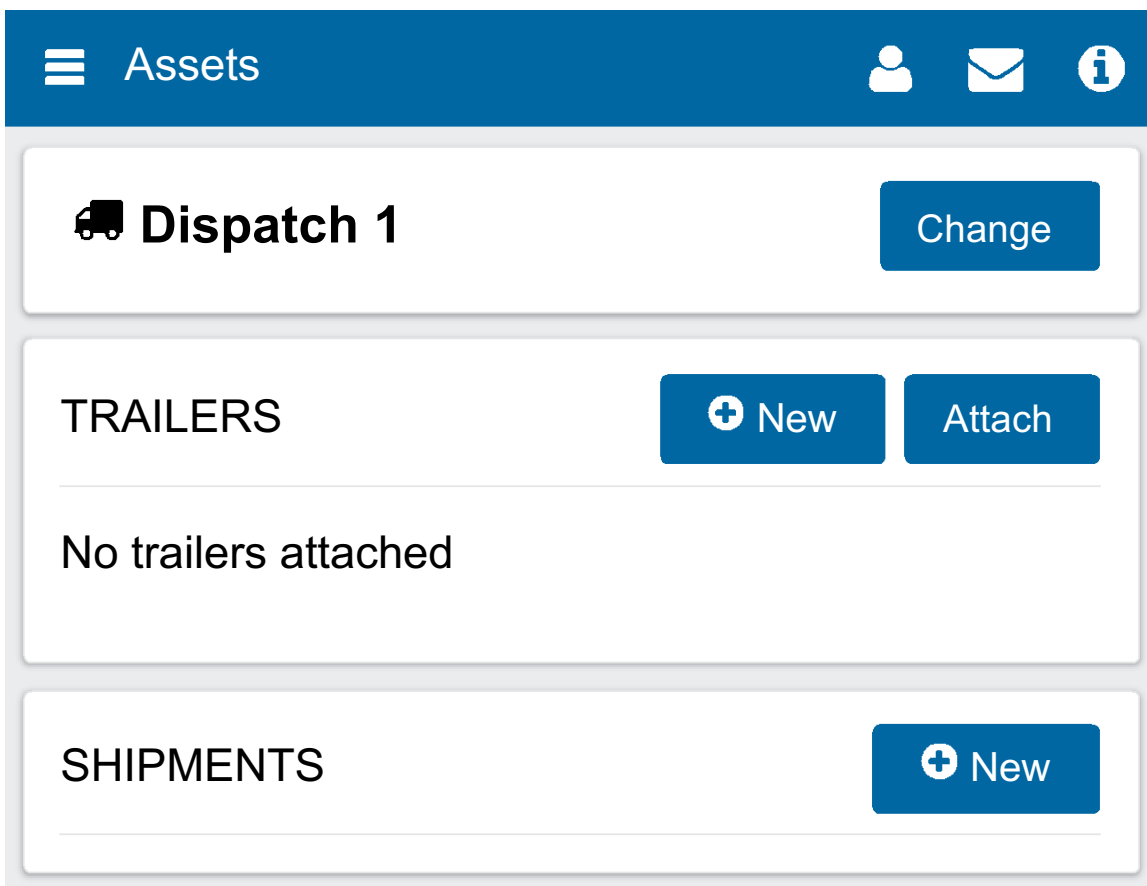 Assets
Dispatch 1
Change
TRAILERS
New
Attach
No trailers attached
SHIPMENTS
New